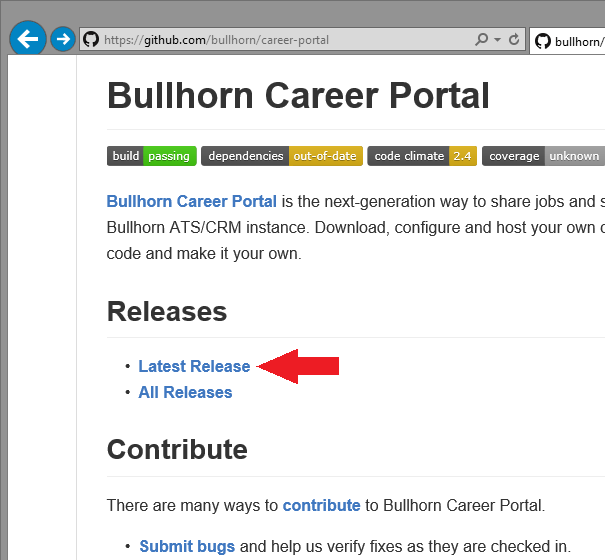 https://github.com/bullhorn/career-portal
bullhorn/
Bullhorn Career Portal
build passing dependencies out-of-date code climate 2.4 coverage unknown
Bullhorn Career Portal is the next-generation way to share jobs and
Bullhorn ATS/CRM instance. Download, configure and host your own
code and make it your own.
Releases
• Latest Release
• All Releases
Contribute
There are many ways to contribute to Bullhorn Career Portal.
• Submit bugs and help us verify fixes as they are checked in.